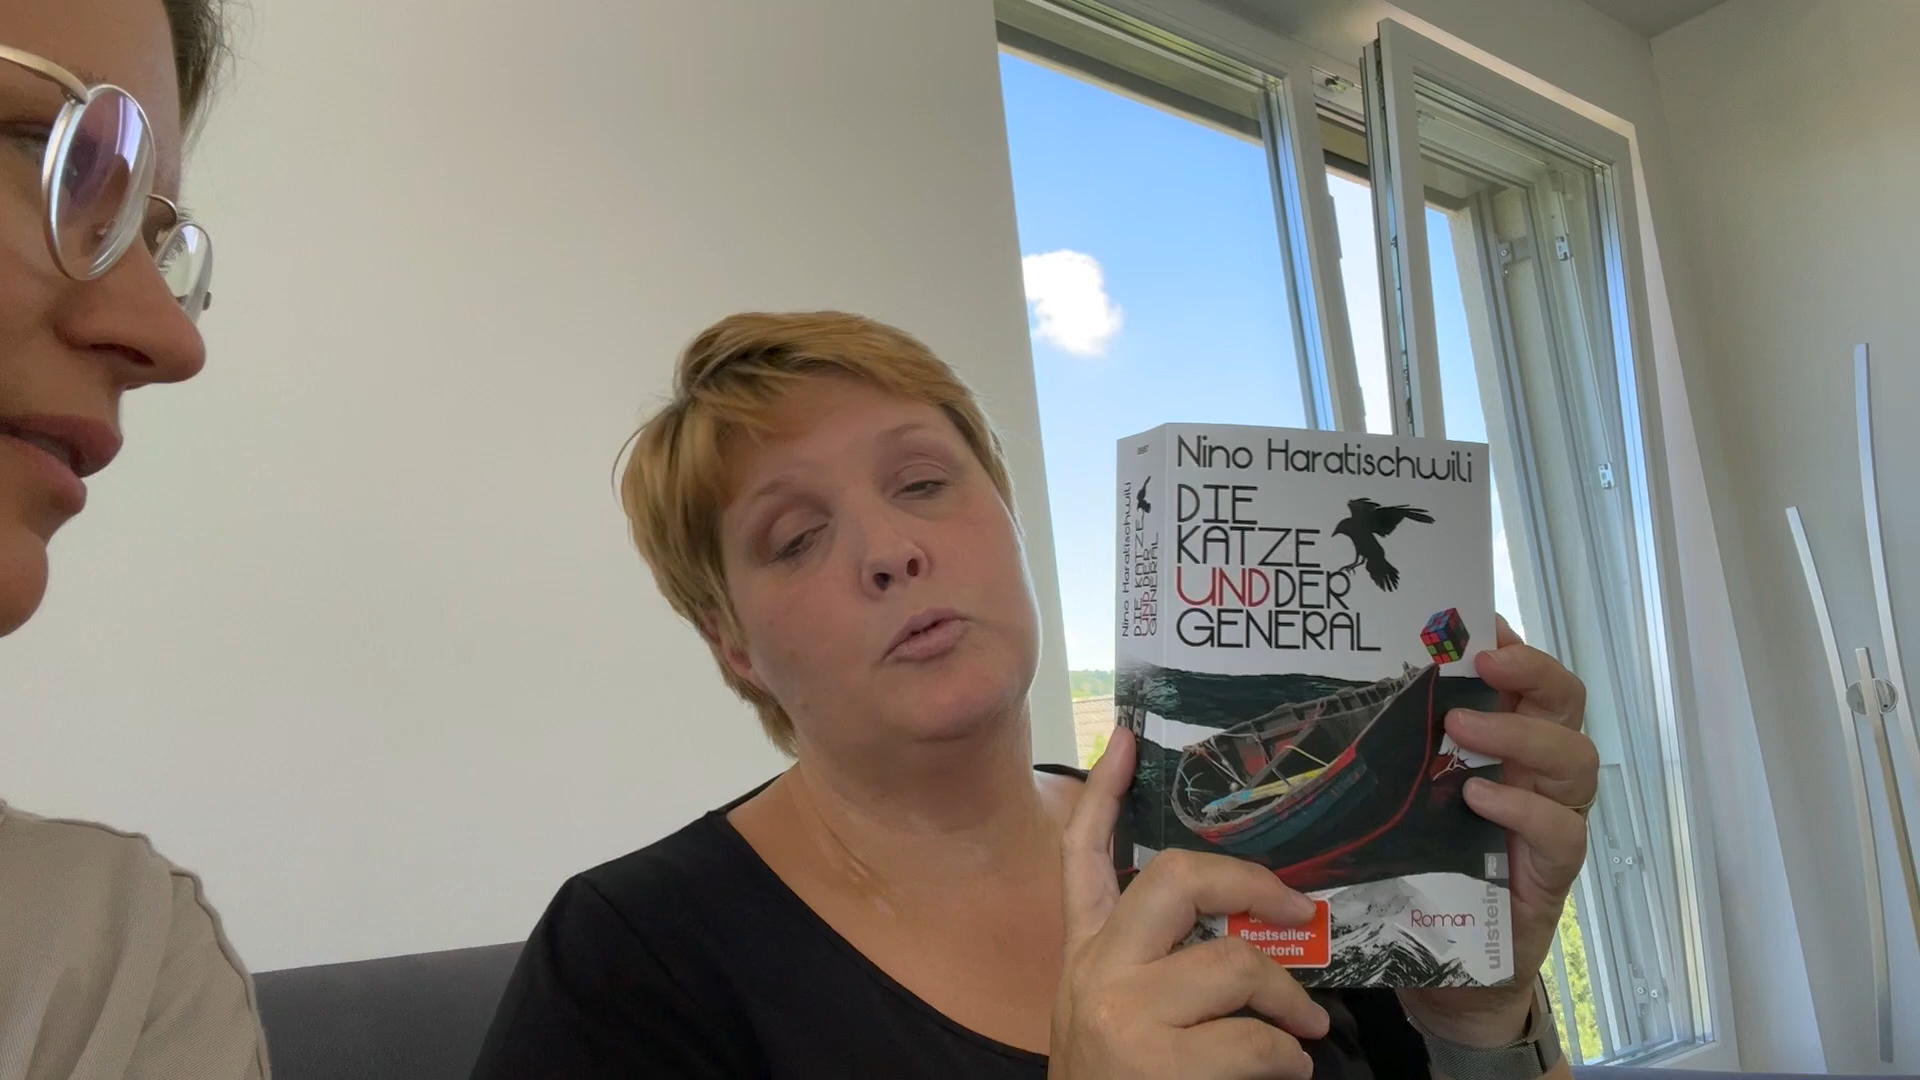 Nino Haratischwili
DIE
KATZE
UND DER
GENERAL
Nino Haratischwili
DIE KATZE
UND DER
GENERAL
Bestseller-
Roman
ullstein